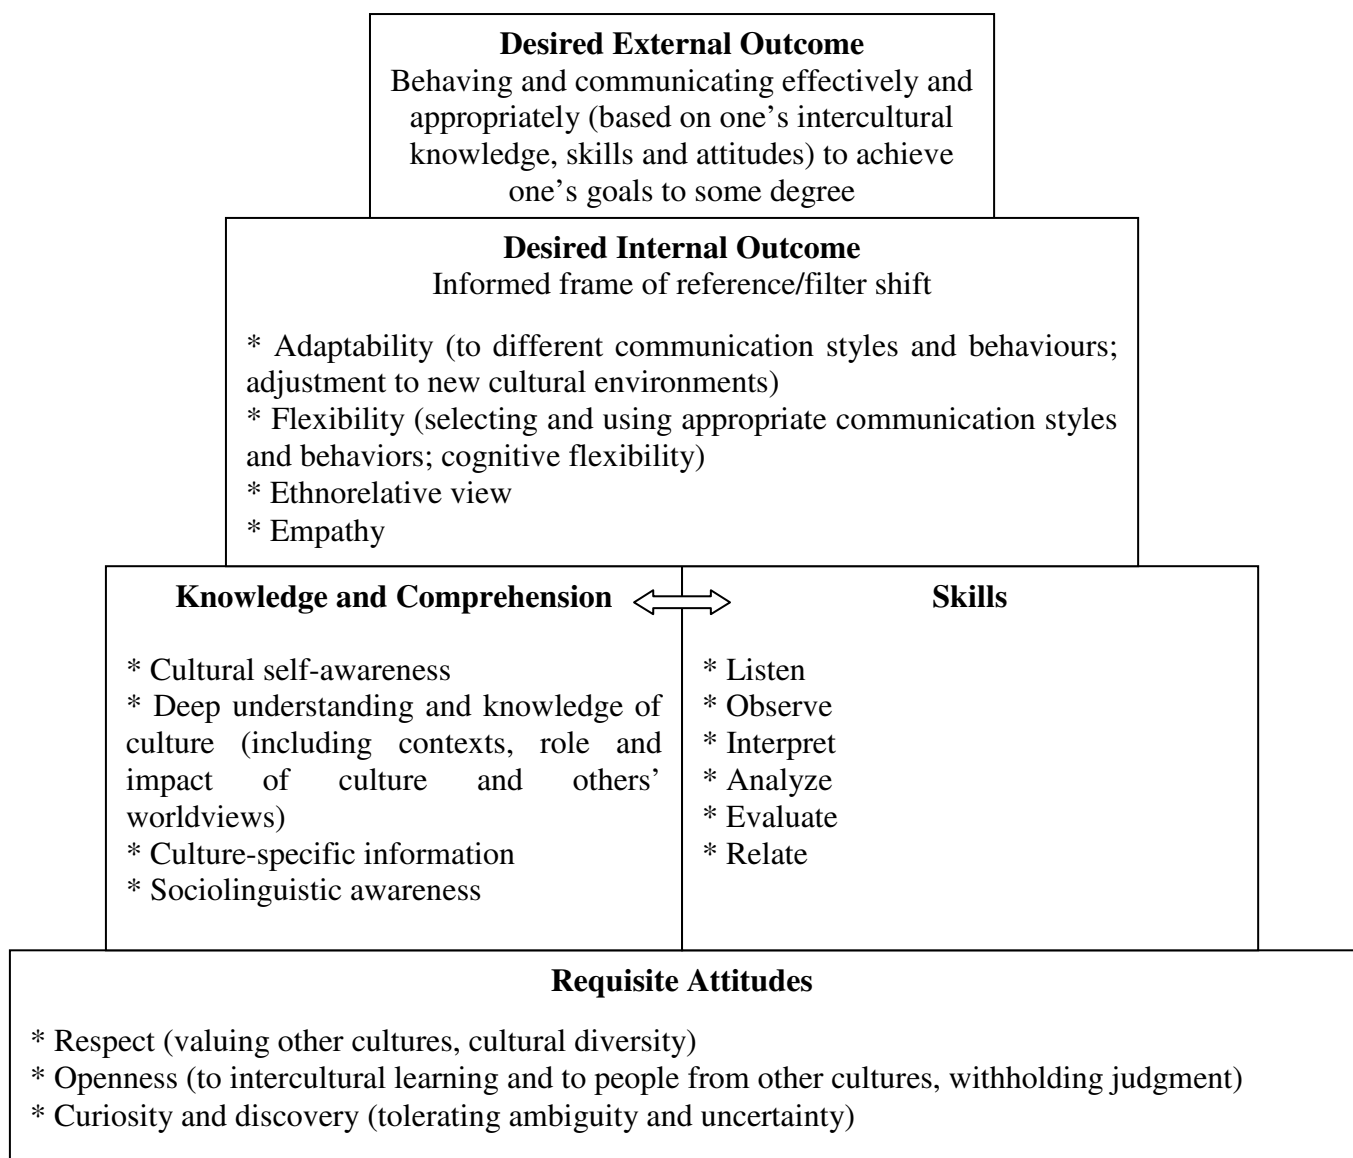 Desired External Outcome
Behaving and communicating effectively and
appropriately (based on one’s intercultural
knowledge, skills and attitudes) to achieve
one’s goals to some degree
Desired Internal Outcome
Informed frame of reference/filter shift
* Adaptability (to different communication styles and behaviours;
adjustment to new cultural environments)
* Flexibility (selecting and using appropriate communication styles
and behaviors; cognitive flexibility)
* Ethnorelative view
* Empathy
Knowledge and Comprehension
* Cultural self-awareness
* Deep understanding and knowledge of
culture (including contexts, role and
impact of culture and others’
worldviews)
* Culture-specific information
* Sociolinguistic awareness
Skills
* Listen
* Observe
* Interpret
* Analyze
* Evaluate
* Relate
Requisite Attitudes
* Respect (valuing other cultures, cultural diversity)
* Openness (to intercultural learning and to people from other cultures, withholding judgment)
* Curiosity and discovery (tolerating ambiguity and uncertainty)